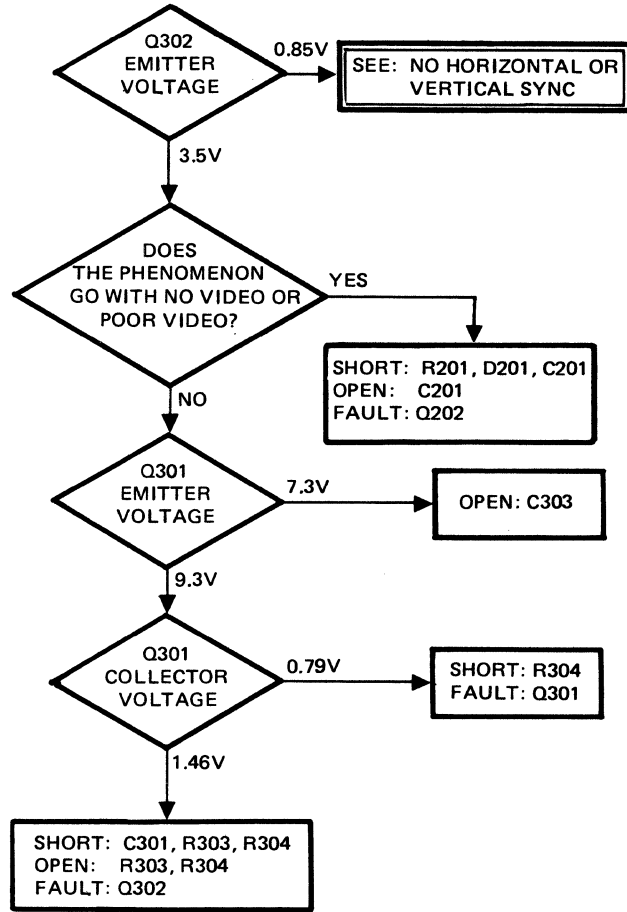 Q302
EMITTER
VOLTAGE
0.85V
SEE: NO HORIZONTAL OR
VERTICAL SYNC
3.5V
DOES
THE PHENOMENON
GO WITH NO VIDEO OR
POOR VIDEO?
YES
SHORT: R201, D201, C201
OPEN: C201
FAULT: Q202
NO
Q301
EMITTER
VOLTAGE
7.3V
OPEN: C303
9.3V
Q301
COLLECTOR
VOLTAGE
0.79V
SHORT: R304
FAULT: Q301
1.46V
SHORT: C301, R303, R304
OPEN: R303, R304
FAULT: Q302